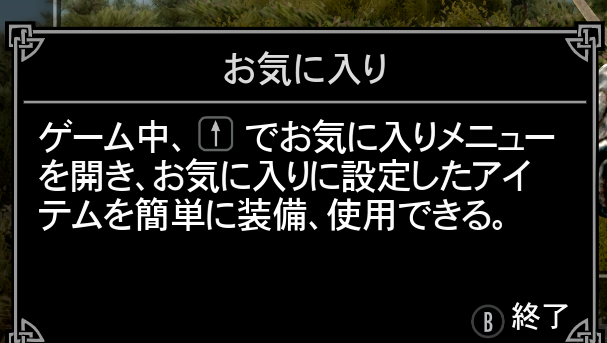 お気に入り
ゲーム中、↑でお気に入りメニュー
を開き、お気に入りに設定したアイ
テムを簡単に装備、使用できる。
B 終了